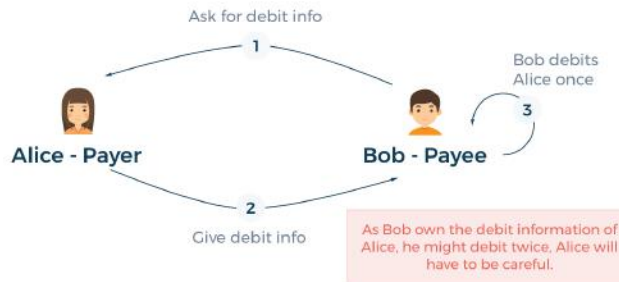 Ask for debit info
1
Bob debits
Alice once
3
Alice - Payer
Bob - Payee
2
Give debit info
As Bob own the debit information of
Alice, he might debit twice, Alice will
have to be careful.